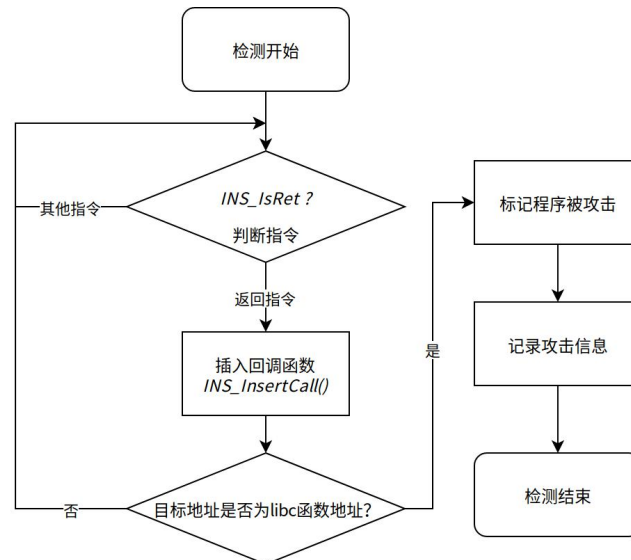 检测开始
INS_IsRet ?
判断指令
其他指令
返回指令
插入回调函数
INS_InsertCall()
目标地址是否为libc函数地址?
否
是
标记程序被攻击
记录攻击信息
检测结束